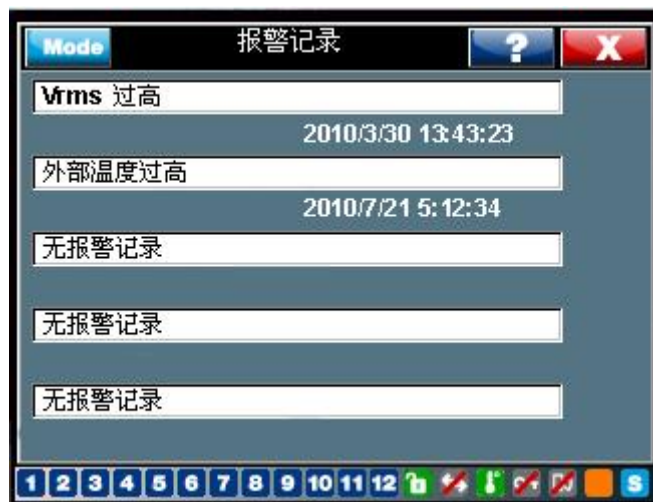 Mode 报警记录 ? X
Vrms 过高
2010/3/30 13:43:23
外部温度过高
2010/7/21 5:12:34
无报警记录
无报警记录
无报警记录
1 2 3 4 5 6 7 8 9 10 11 12 S